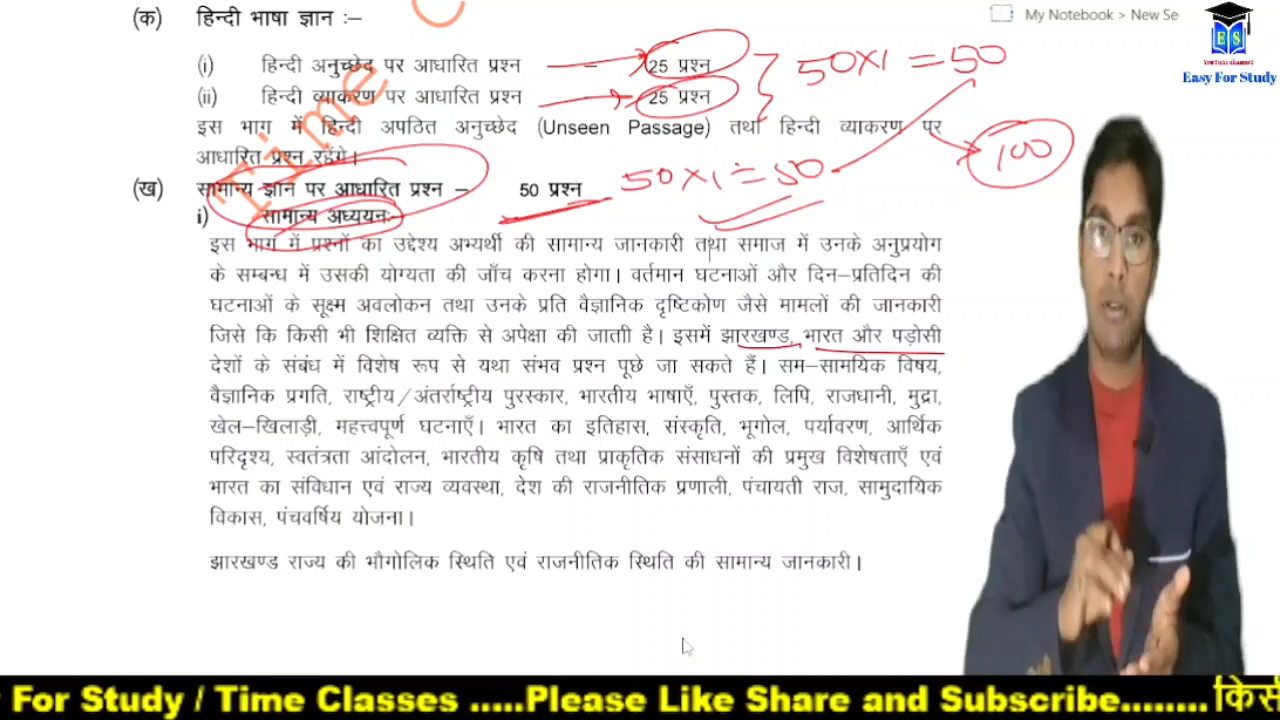 My Notebook > New Se
E S
YouTube channel
Easy For Study
(क) हिन्दी भाषा ज्ञान :–
(i) हिन्दी अनुच्छेद पर आधारित प्रश्न – 25 प्रश्न
(ii) हिन्दी व्याकरण पर आधारित प्रश्न 25 प्रश्न
50×1 = 50
इस भाग में हिन्दी अपठित अनुच्छेद (Unseen Passage) तथा हिन्दी व्याकरण पर
आधारित प्रश्न रहेंगे।
100
(ख) सामान्य ज्ञान पर आधारित प्रश्न – 50 प्रश्न 50×1 = 50
i) सामान्य अध्ययनः-
इस भाग में प्रश्नों का उद्देश्य अभ्यर्थी की सामान्य जानकारी तथा समाज में उनके अनुप्रयोग
के सम्बन्ध में उसकी योग्यता की जाँच करना होगा। वर्तमान घटनाओं और दिन–प्रतिदिन की
घटनाओं के सूक्ष्म अवलोकन तथा उनके प्रति वैज्ञानिक दृष्टिकोण जैसे मामलों की जानकारी
जिसे कि किसी भी शिक्षित व्यक्ति से अपेक्षा की जाताी है। इसमें झारखण्ड, भारत और पड़ोसी
देशों के संबंध में विशेष रूप से यथा संभव प्रश्न पूछे जा सकते हैं। सम–सामयिक विषय,
वैज्ञानिक प्रगति, राष्ट्रीय/अंतर्राष्ट्रीय पुरस्कार, भारतीय भाषाएँ, पुस्तक, लिपि, राजधानी, मुद्रा,
खेल–खिलाड़ी, महत्त्वपूर्ण घटनाएँ। भारत का इतिहास, संस्कृति, भूगोल, पर्यावरण, आर्थिक
परिदृश्य, स्वतंत्रता आंदोलन, भारतीय कृषि तथा प्राकृतिक संसाधनों की प्रमुख विशेषताएँ एवं
भारत का संविधान एवं राज्य व्यवस्था, देश की राजनीतिक प्रणाली, पंचायती राज, सामुदायिक
विकास, पंचवर्षिय योजना।
झारखण्ड राज्य की भौगोलिक स्थिति एवं राजनीतिक स्थिति की सामान्य जानकारी।
Time C
For Study / Time Classes .....Please Like Share and Subscribe........ किसी